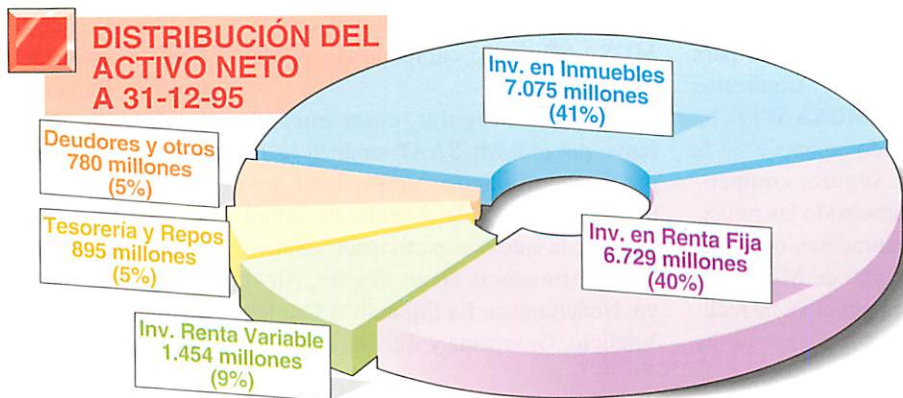 DISTRIBUCIÓN DEL
ACTIVO NETO
A 31-12-95
Inv. en Inmuebles
7.075 millones
(41%)
Deudores y otros
780 millones
(5%)
Tesorería y Repos
895 millones
(5%)
Inv. en Renta Fija
6.729 millones
(40%)
Inv. Renta Variable
1.454 millones
(9%)